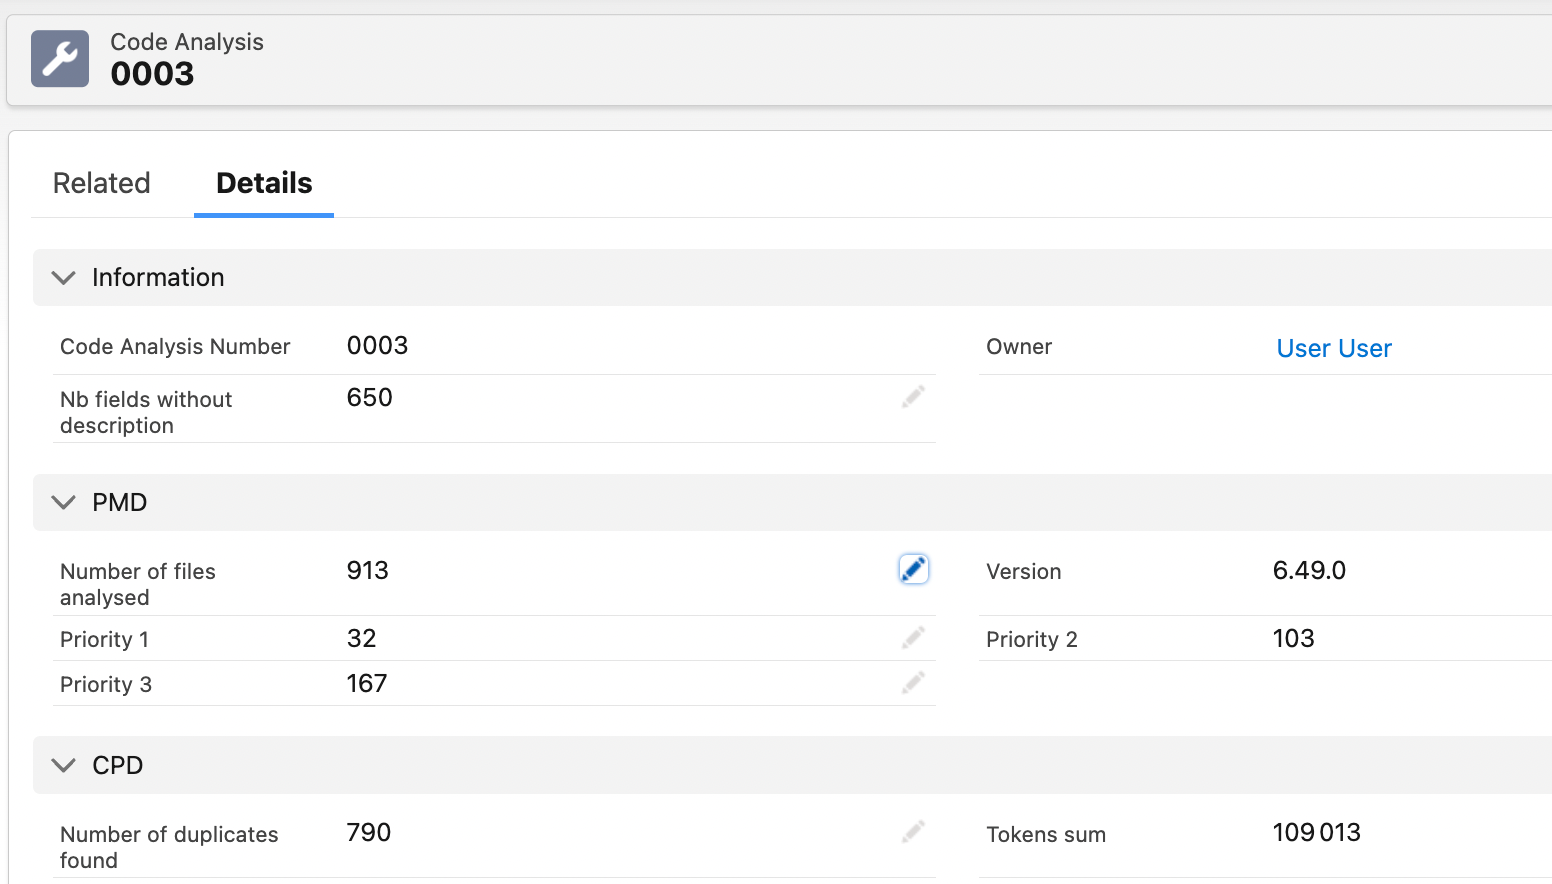 Code Analysis
0003
Related Details
Information
Code Analysis Number 0003 Owner User User
Nb fields without description 650
PMD
Number of files analysed 913 Version 6.49.0
Priority 1 32 Priority 2 103
Priority 3 167
CPD
Number of duplicates found 790 Tokens sum 109 013